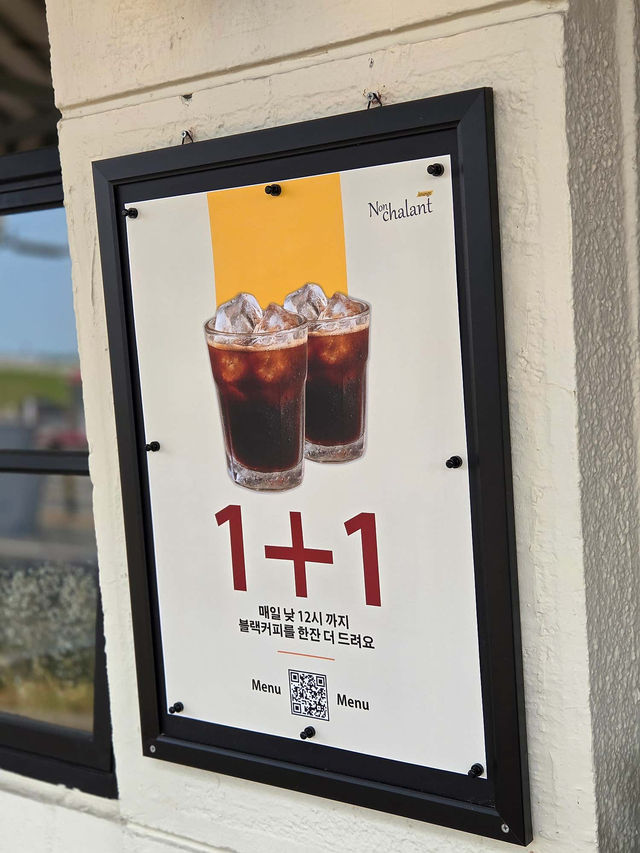 lounge
Non
chalant
1+1
매일 낮 12시 까지
블랙커피를 한잔 더 드려요
Menu Menu